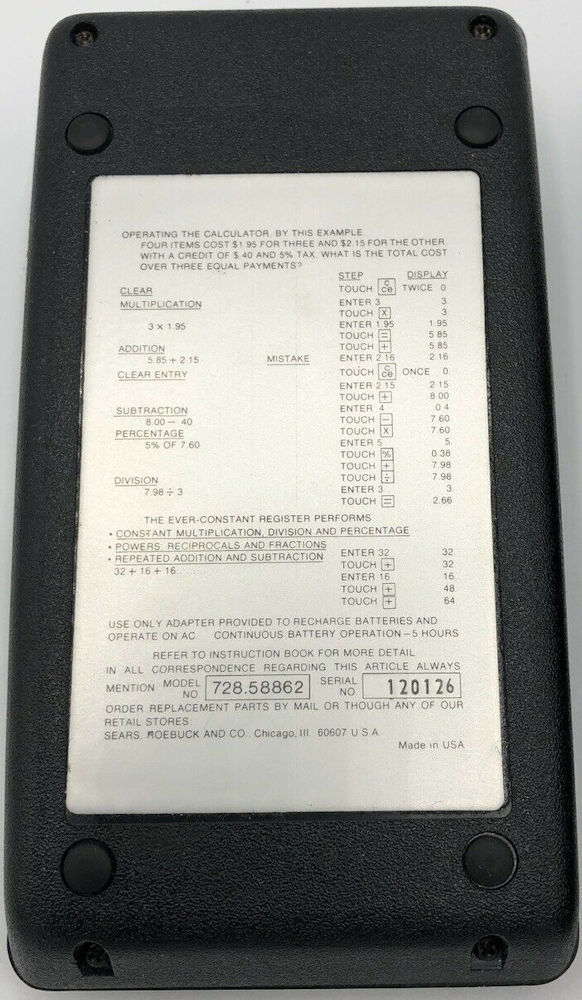 OPERATING THE CALCULATOR BY THIS EXAMPLE
FOUR ITEMS COST $1 95 FOR THREE AND $2 15 FOR THE OTHER
WITH A CREDIT OF $ 40 AND 5% TAX. WHAT IS THE TOTAL COST
OVER THREE EQUAL PAYMENTS?
STEP DISPLAY
CLEAR TOUCH C/CE TWICE 0
MULTIPLICATION ENTER 3 3.
TOUCH X 3
3 X 1.95 ENTER 1.95 1.95
TOUCH = 5 85
ADDITION TOUCH + 5.85
5.85 + 2 15 MISTAKE ENTER 2 16 2 16
CLEAR ENTRY TOUCH C/CE ONCE 0
ENTER 2 15 2 15
TOUCH + 8 00
SUBTRACTION ENTER 4 0 4
8 00 – 40 TOUCH – 7.60
PERCENTAGE TOUCH X 7.60
5% OF 7.60 ENTER 5 5
TOUCH % 0.38
TOUCH + 7.98
DIVISION TOUCH ÷ 7.98
7.98 ÷ 3 ENTER 3 3
TOUCH = 2.66
THE EVER-CONSTANT REGISTER PERFORMS
• CONSTANT MULTIPLICATION, DIVISION AND PERCENTAGE
• POWERS, RECIPROCALS AND FRACTIONS ENTER 32 32
• REPEATED ADDITION AND SUBTRACTION TOUCH + 32
32 + 16 + 16.. ENTER 16 16
TOUCH + 48
TOUCH + 64
USE ONLY ADAPTER PROVIDED TO RECHARGE BATTERIES AND
OPERATE ON AC. CONTINUOUS BATTERY OPERATION – 5 HOURS
REFER TO INSTRUCTION BOOK FOR MORE DETAIL
IN ALL CORRESPONDENCE REGARDING THIS ARTICLE ALWAYS
MENTION MODEL NO 728.58862 SERIAL NO 120126
ORDER REPLACEMENT PARTS BY MAIL OR THOUGH ANY OF OUR
RETAIL STORES:
SEARS, ROEBUCK AND CO., Chicago, Ill 60607 U S A
Made in USA